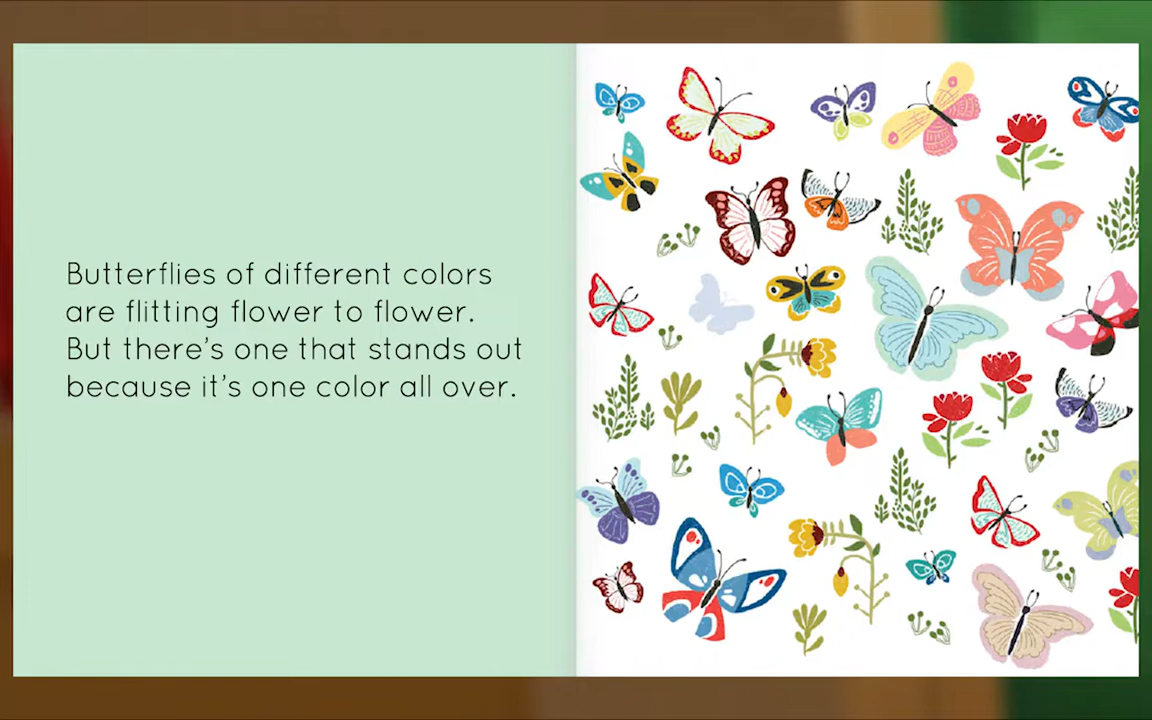 Butterflies of different colors
are flitting flower to flower.
But there's one that stands out
because it's one color all over.